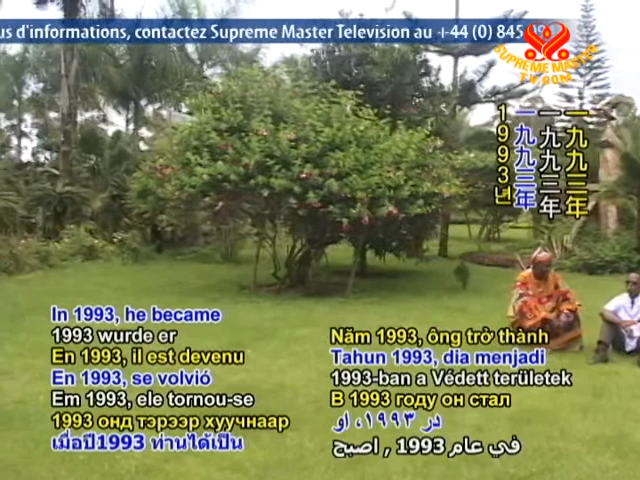 us d'informations, contactez Supreme Master Television au +44 (0) 845
SUPREME MASTER
TV.COM
1993년
一九九三年
一九九三年
一九九三年
In 1993, he became
1993 wurde er
En 1993, il est devenu
En 1993, se volvió
Em 1993, ele tornou-se
1993 онд тэрээр хуучнаар
เมื่อปี1993 ท่านได้เป็น
Năm 1993, ông trở thành
Tahun 1993, dia menjadi
1993-ban a Védett területek
В 1993 году он стал
در ۱۹۹۳، او
في عام 1993 , اصبح